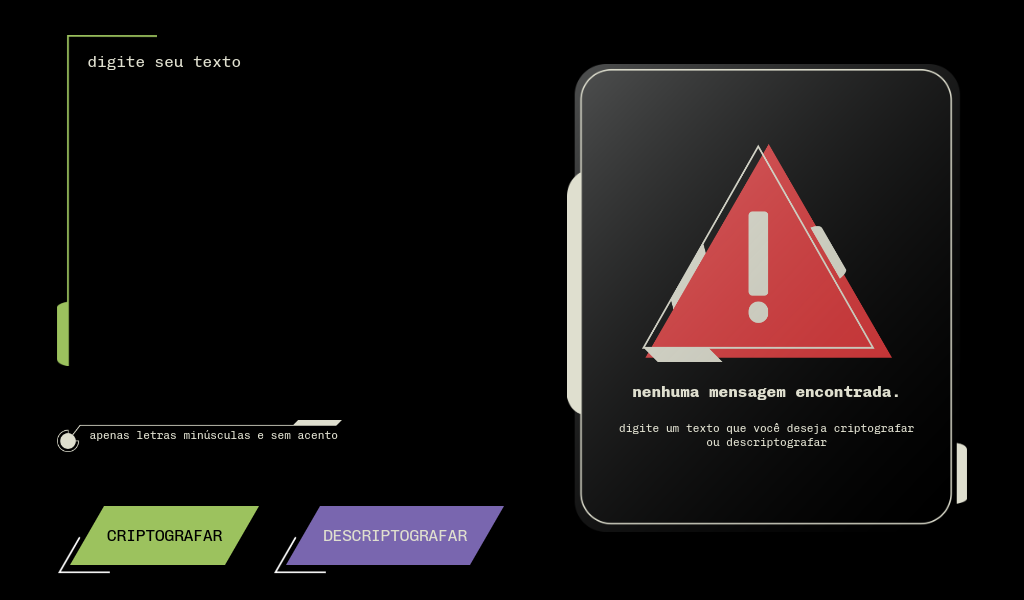 digite seu texto
apenas letras minúsculas e sem acento
CRIPTOGRAFAR
DESCRIPTOGRAFAR
nenhuma mensagem encontrada.
digite um texto que você deseja criptografar
ou descriptografar